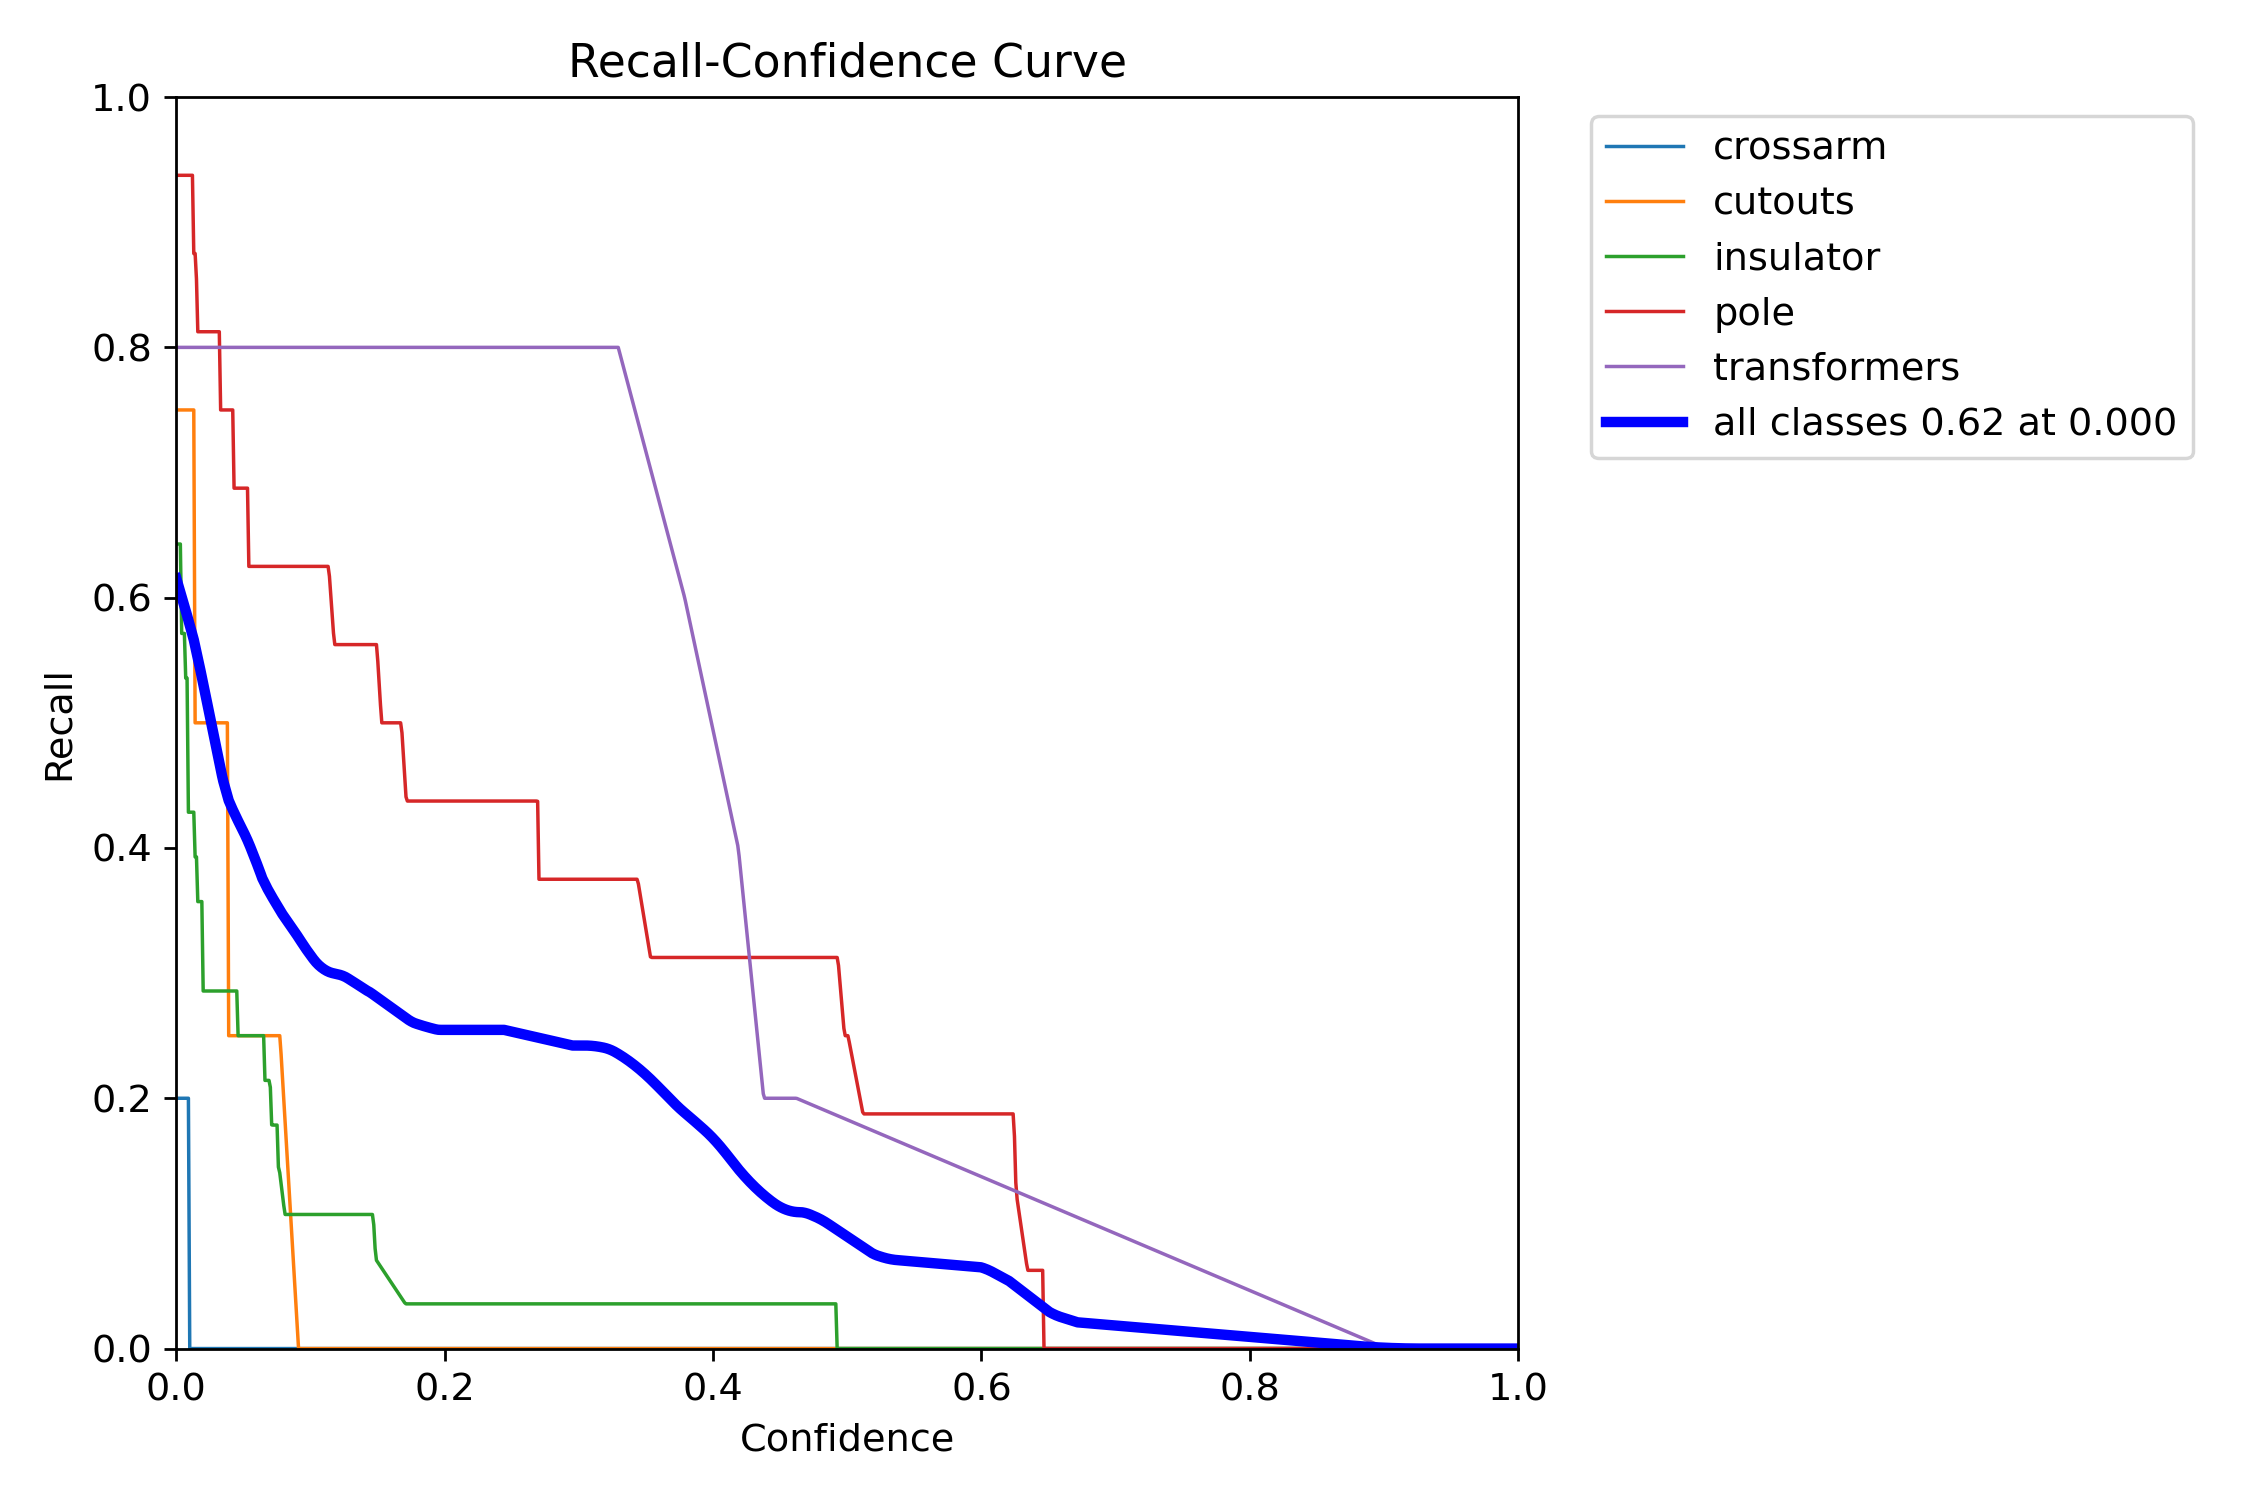 Recall-Confidence Curve
1.0
0.8
0.6
0.4
0.2
0.0
Recall
0.0 0.2 0.4 0.6 0.8 1.0
Confidence
crossarm
cutouts
insulator
pole
transformers
all classes 0.62 at 0.000